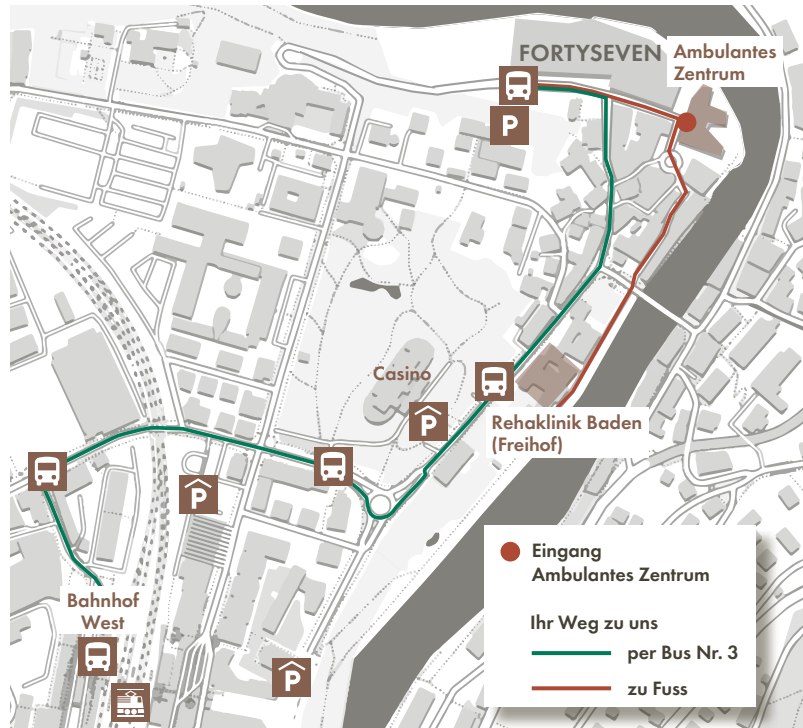 FORTYSEVEN
Ambulantes
Zentrum
P
Casino
P
Rehaklinik Baden
(Freihof)
P
Bahnhof
West
P
Eingang
Ambulantes Zentrum
Ihr Weg zu uns
per Bus Nr. 3
zu Fuss